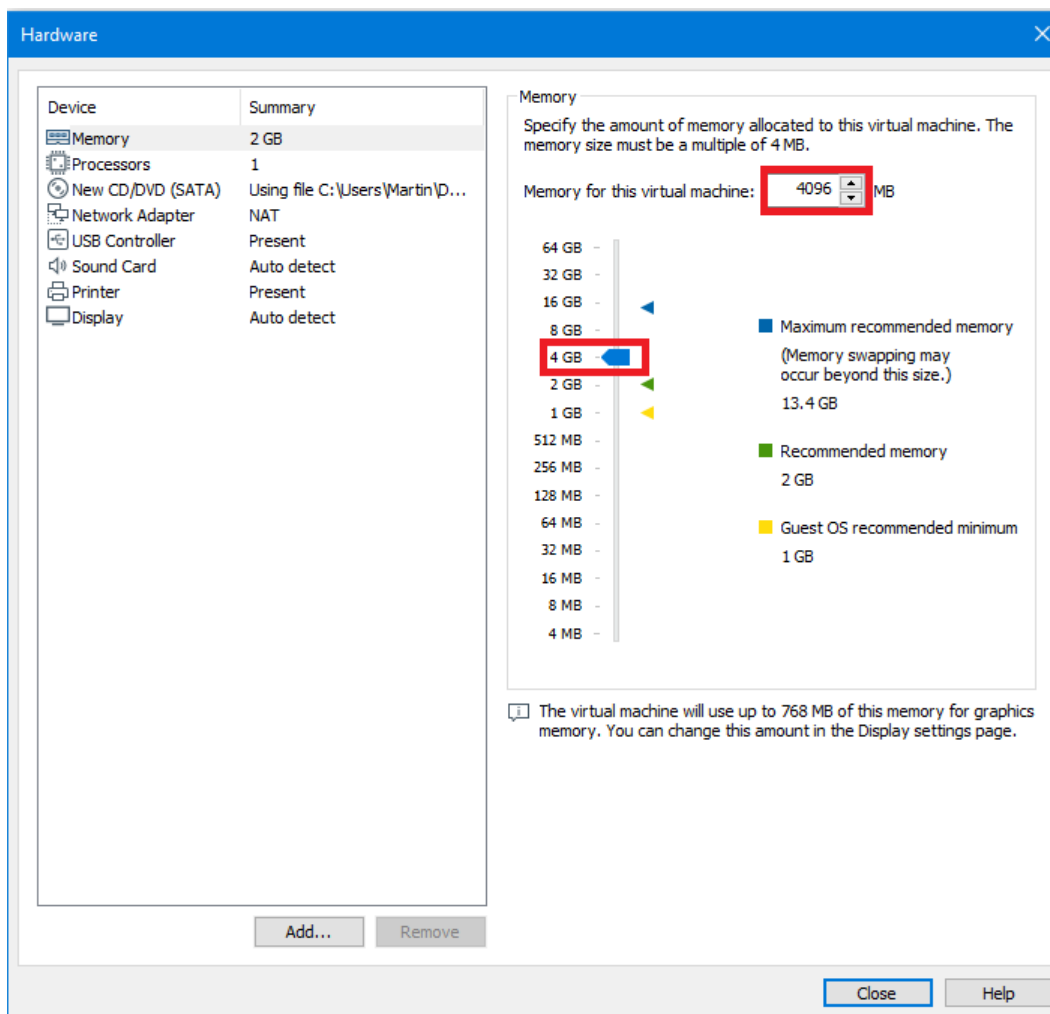 Hardware
Device Summary
Memory 2 GB
Processors 1
New CD/DVD (SATA) Using file C:\Users\Martin\D...
Network Adapter NAT
USB Controller Present
Sound Card Auto detect
Printer Present
Display Auto detect
Add... Remove
Memory
Specify the amount of memory allocated to this virtual machine. The
memory size must be a multiple of 4 MB.
Memory for this virtual machine: 4096 MB
64 GB
32 GB
16 GB
8 GB
4 GB
2 GB
1 GB
512 MB
256 MB
128 MB
64 MB
32 MB
16 MB
8 MB
4 MB
Maximum recommended memory
(Memory swapping may
occur beyond this size.)
13.4 GB
Recommended memory
2 GB
Guest OS recommended minimum
1 GB
The virtual machine will use up to 768 MB of this memory for graphics
memory. You can change this amount in the Display settings page.
Close Help